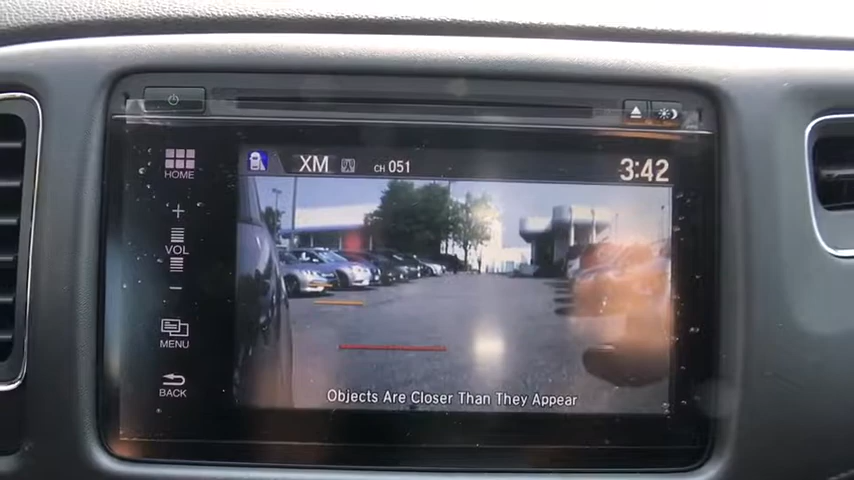 XM CH 051 3:42
HOME
+
VOL
-
MENU
BACK
Objects Are Closer Than They Appear